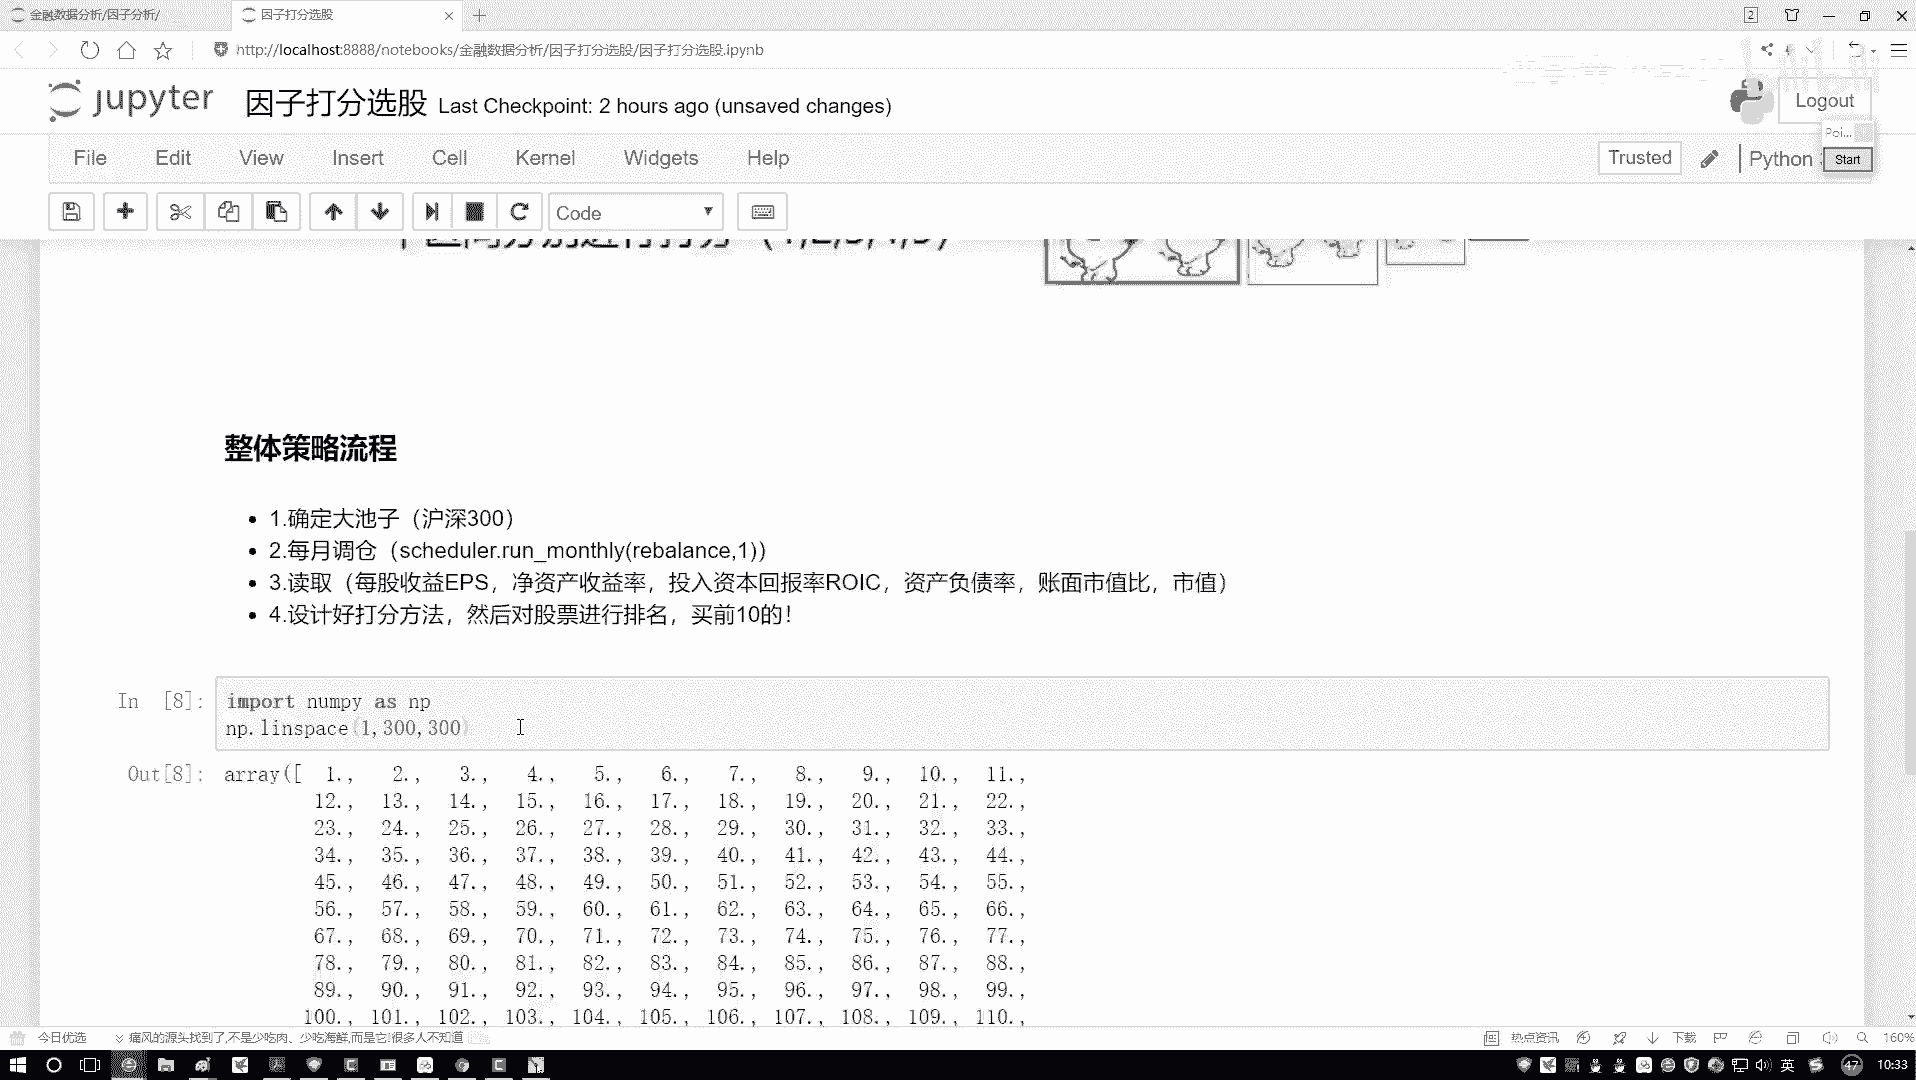 金融数据分析/因子分析/
因子打分选股
2
http://localhost:8888/notebooks/金融数据分析/因子打分选股/因子打分选股.ipynb
jupyter 因子打分选股 Last Checkpoint: 2 hours ago (unsaved changes)
Logout
Poi...
File Edit View Insert Cell Kernel Widgets Help
Trusted Python
Start
Code
整体策略流程
• 1.确定大池子（沪深300）
• 2.每月调仓（scheduler.run_monthly(rebalance,1)）
• 3.读取（每股收益EPS，净资产收益率，投入资本回报率ROIC，资产负债率，账面市值比，市值）
• 4.设计好打分方法，然后对股票进行排名，买前10的！
In [8]: import numpy as np
np.linspace(1,300,300)
Out[8]: array([ 1., 2., 3., 4., 5., 6., 7., 8., 9., 10., 11.,
12., 13., 14., 15., 16., 17., 18., 19., 20., 21., 22.,
23., 24., 25., 26., 27., 28., 29., 30., 31., 32., 33.,
34., 35., 36., 37., 38., 39., 40., 41., 42., 43., 44.,
45., 46., 47., 48., 49., 50., 51., 52., 53., 54., 55.,
56., 57., 58., 59., 60., 61., 62., 63., 64., 65., 66.,
67., 68., 69., 70., 71., 72., 73., 74., 75., 76., 77.,
78., 79., 80., 81., 82., 83., 84., 85., 86., 87., 88.,
89., 90., 91., 92., 93., 94., 95., 96., 97., 98., 99.,
100., 101., 102., 103., 104., 105., 106., 107., 108., 109., 110.,
今日优选 痛风的源头找到了,不是少吃肉、少吃海鲜,而是它!很多人不知道
热点资讯 下载 160%
英 47 10:33